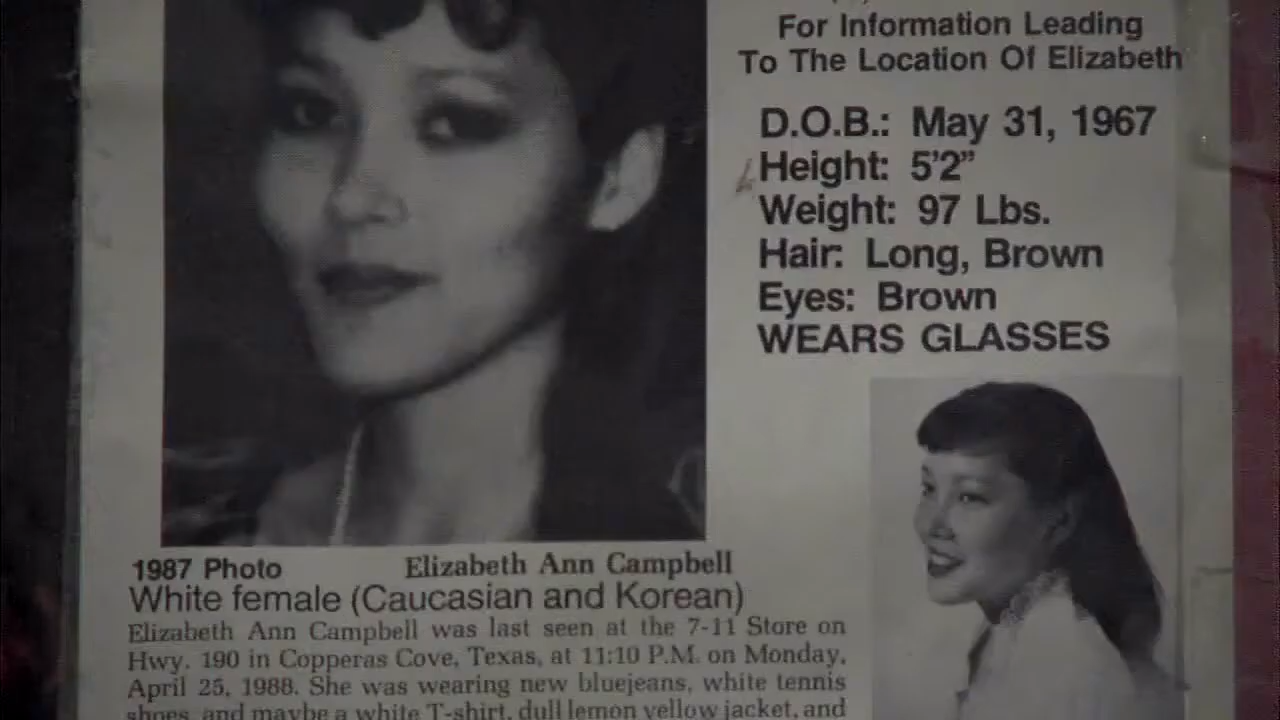 For Information Leading
To The Location Of Elizabeth
D.O.B.: May 31, 1967
Height: 5'2"
Weight: 97 Lbs.
Hair: Long, Brown
Eyes: Brown
WEARS GLASSES
1987 Photo
Elizabeth Ann Campbell
White female (Caucasian and Korean)
Elizabeth Ann Campbell was last seen at the 7-11 Store on
Hwy. 190 in Copperas Cove, Texas, at 11:10 P.M. on Monday,
April 25, 1988. She was wearing new bluejeans, white tennis
shoes, and maybe a white T-shirt, dull lemon yellow jacket, and